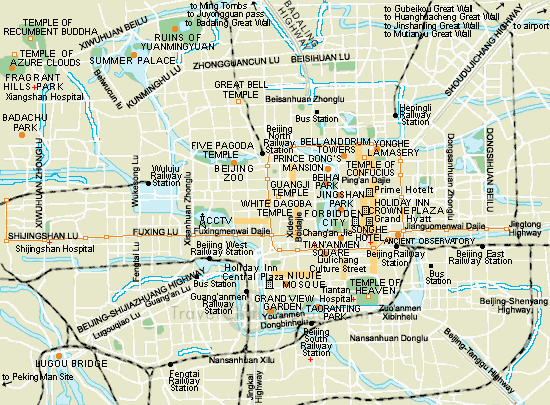 to Ming Tombs
to Juyongguan pass
to Badaling Great Wall
BADALING
HIGHWAY
to Gubeikou Great Wall
to Huanghuacheng Great Wall
to Jinshanling Great Wall
to Mutianyu Great Wall
to airport
SHOUDUJICHANG HIGHWAY
TEMPLE OF
RECUMBENT BUDDHA
XIWUHUAN BEILU
RUINS OF
YUANMINGYUAN
TEMPLE OF
AZURE CLOUDS
SUMMER PALACE
ZHONGGUANCUN LU
BEISIHUAN LU
FRAGRANT
HILLS PARK
Xiangshan Hospital
Beiwucun lu
KUNMINGHU LU
GREAT BELL
TEMPLE
Beisanhuan Zhonglu
Bus Station
Hepingli
Railway
Station
BADACHU
PARK
Beijing
North
Railway
Station
BELL AND DRUM
TOWERS
YONGHE
LAMASERY
FIVE PAGODA
TEMPLE
BEIJING
ZOO
PRINCE GONG'S
MANSION
TEMPLE OF
CONFUCIUS
Dongsanhuan Beilu
DONGSIHUAN BEILU
Wuluju Railway
Station
Wukesong Lu
Xisanhuan Zhonglu
BEIHAI
PARK
Ping'an Dajie
GUANGJI
TEMPLE
JINGSHAN
PARK
Prime Hotelt
WHITE DAGOBA
TEMPLE
FORBIDDEN
CITY
HOLIDAY INN
CROWNE PLAZA
Grand Hyatt
CCTV
Xidan
Beidajie
Chang'an Jie
SONGHE
HOTEL
Jianguomenwai Dajie
SHIJINGSHAN LU
FUXING LU
Fuxingmenwai Dajie
TIAN'ANMEN
SQUARE
ANCIENT OBSERVATORY
Jingtong
Highway
Shijingshan Hospital
Fengtai Lu
Beijing West
Railway Station
Liulichang
Culture Street
Beijing Railway
Station
Beijing East
Railway Station
Bus
Station
Holiday Inn
Central Plaza
NIUJIE
MOSQUE
BEIJING-SHIJIAZHUANG HIGHWAY
Guang'an Lu
Lugouqiao Lu
Bus
Station
Guang'anmen
Railway
Station
GRAND VIEW
GARDEN
Tiantan
Hospital
TEMPLE OF
HEAVEN
TAORANTING
PARK
Zuo'anmen
Xibinhelu
Beijing-Shenyang
Highway
You'anmen
Dongbinhelu
Beijing
South
Railway
Station
Nansanhuan Donglu
Beijing-Tanggu Highway
LUGOU BRIDGE
Nansanhuan Xilu
to Peking Man Site
Fengtai
Railway
Station
Jingkai
Highway